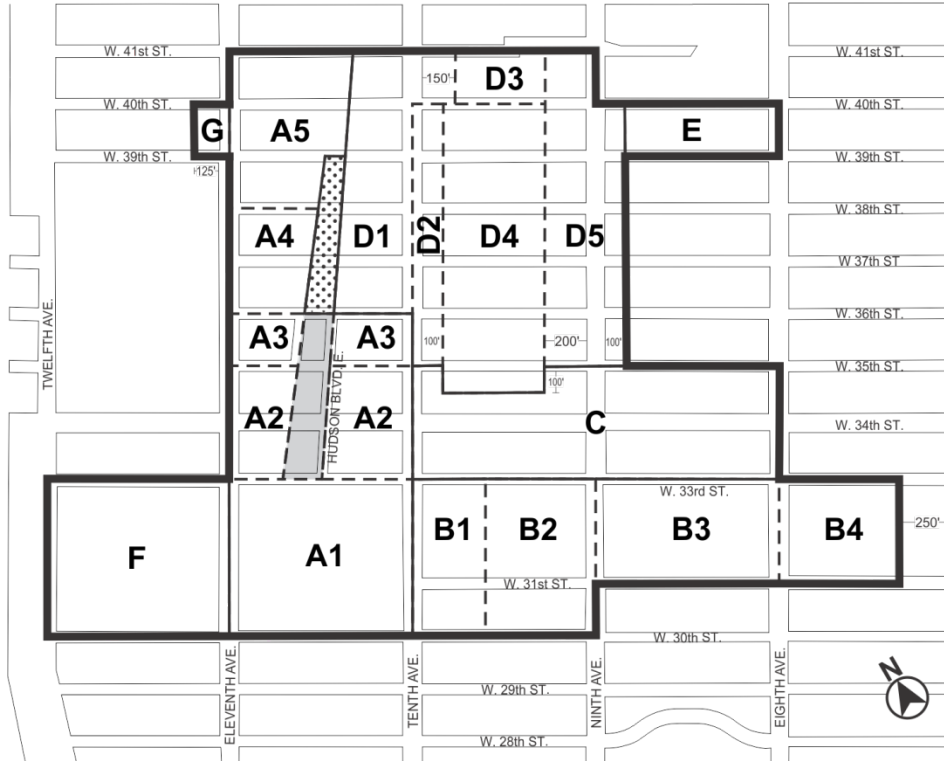 W. 41st ST.
W. 41st ST.
150'
D3
W. 40th ST.
W. 40th ST.
G
A5
E
W. 39th ST.
W. 39th ST.
125'
W. 38th ST.
A4
D1
D2
D4
D5
W. 37th ST.
W. 36th ST.
TWELFTH AVE.
A3
A3
100'
200'
100'
HUDSON BLVD. E.
W. 35th ST.
100'
A2
A2
C
W. 34th ST.
W. 33rd ST.
F
A1
B1
B2
B3
B4
250'
W. 31st ST.
W. 30th ST.
ELEVENTH AVE.
TENTH AVE.
NINTH AVE.
EIGHTH AVE.
N
W. 29th ST.
W. 28th ST.